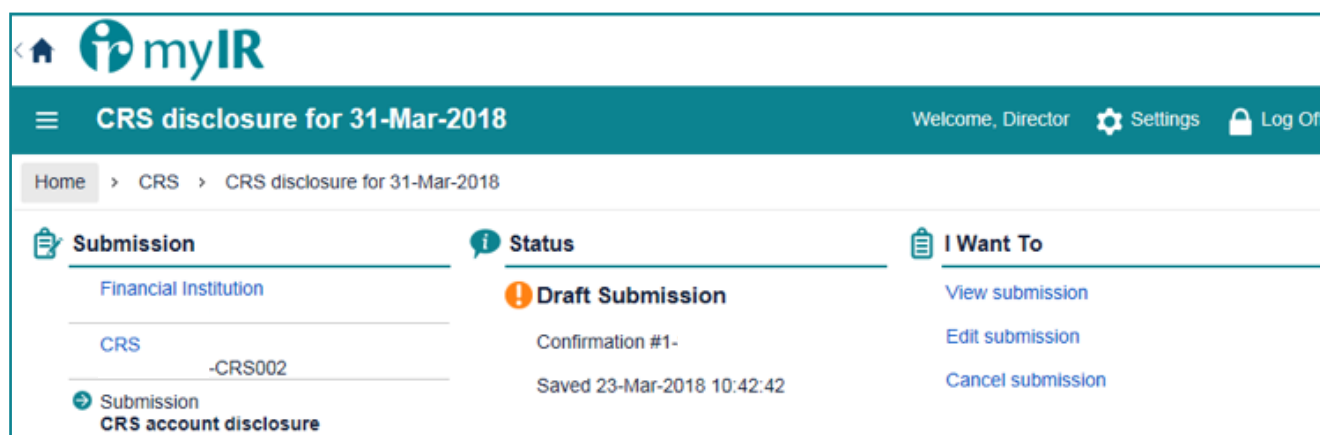 myIR
CRS disclosure for 31-Mar-2018 Welcome, Director Settings Log Of
Home > CRS > CRS disclosure for 31-Mar-2018
Submission
Financial Institution
CRS
-CRS002
Submission
CRS account disclosure
Status
Draft Submission
Confirmation #1-
Saved 23-Mar-2018 10:42:42
I Want To
View submission
Edit submission
Cancel submission